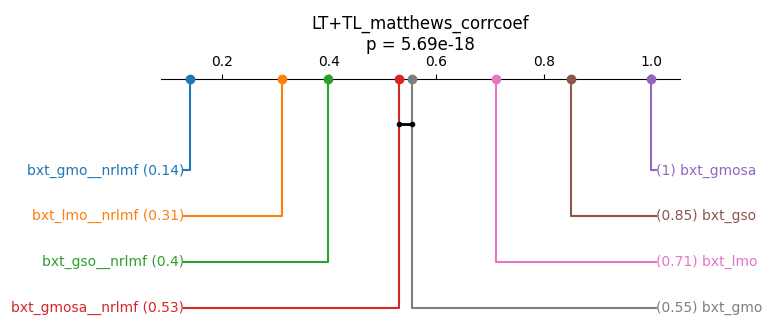 LT+TL_matthews_corrcoef
p = 5.69e-18
0.2 0.4 0.6 0.8 1.0
bxt_gmo__nrlmf (0.14) (1) bxt_gmosa
bxt_lmo__nrlmf (0.31) (0.85) bxt_gso
bxt_gso__nrlmf (0.4) (0.71) bxt_lmo
bxt_gmosa__nrlmf (0.53) (0.55) bxt_gmo